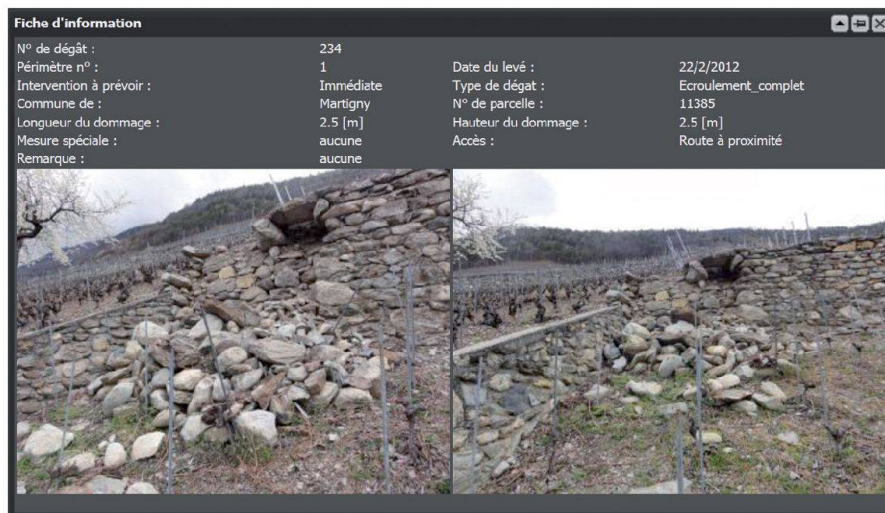 Fiche d'information
N° de dégât : 234
Périmètre n° : 1 Date du levé : 22/2/2012
Intervention à prévoir : Immédiate Type de dégat : Ecroulement_complet
Commune de : Martigny N° de parcelle : 11385
Longueur du dommage : 2.5 [m] Hauteur du dommage : 2.5 [m]
Mesure spéciale : aucune Accès : Route à proximité
Remarque : aucune